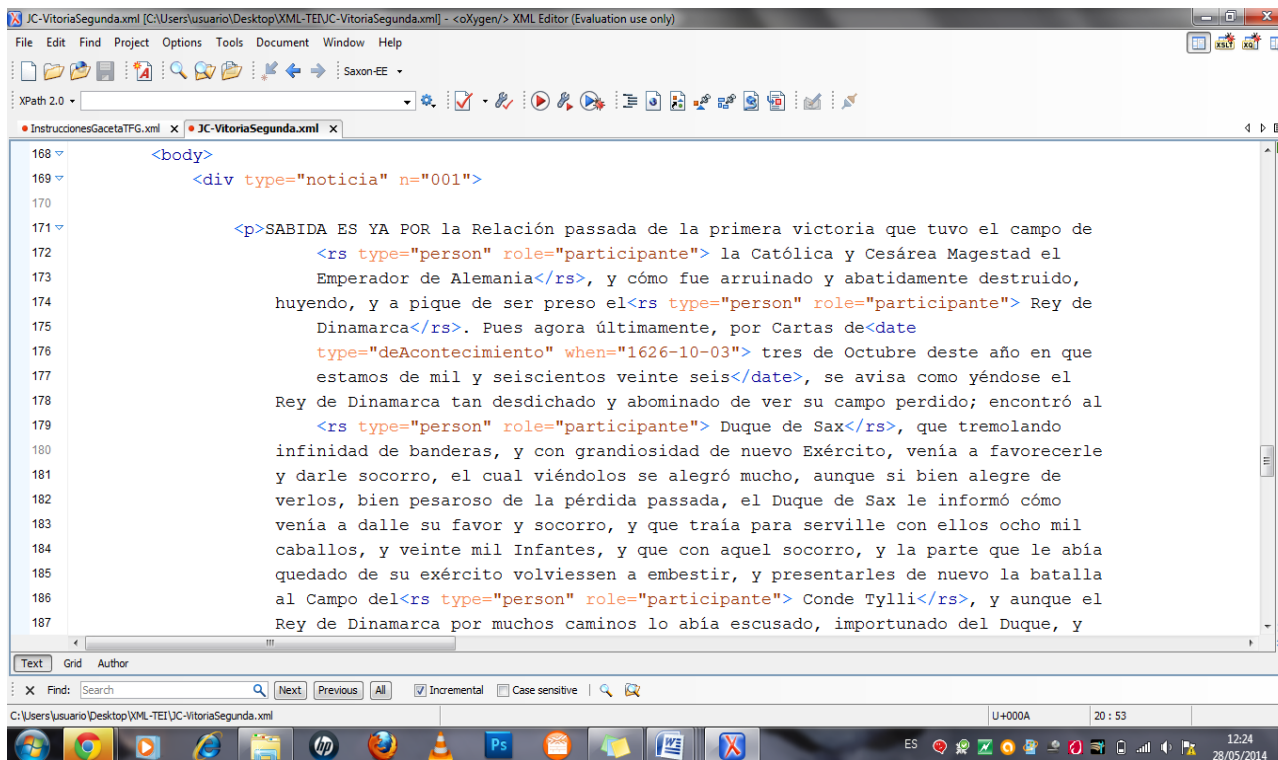 JC-VitoriaSegunda.xml [C:\Users\usuario\Desktop\XML-TEI\JC-VitoriaSegunda.xml] - <oXygen/> XML Editor (Evaluation use only)
File Edit Find Project Options Tools Document Window Help
Saxon-EE
XPath 2.0
InstruccionesGacetaTFG.xml x JC-VitoriaSegunda.xml x
168 <body>
169 <div type="noticia" n="001">
170
171 <p>SABIDA ES YA POR la Relación passada de la primera victoria que tuvo el campo de
172 <rs type="person" role="participante"> la Católica y Cesárea Magestad el
173 Emperador de Alemania</rs>, y cómo fue arruinado y abatidamente destruido,
174 huyendo, y a pique de ser preso el<rs type="person" role="participante"> Rey de
175 Dinamarca</rs>. Pues agora últimamente, por Cartas de<date
176 type="deAcontecimiento" when="1626-10-03"> tres de Octubre deste año en que
177 estamos de mil y seiscientos veinte seis</date>, se avisa como yéndose el
178 Rey de Dinamarca tan desdichado y abominado de ver su campo perdido; encontró al
179 <rs type="person" role="participante"> Duque de Sax</rs>, que tremolando
180 infinidad de banderas, y con grandiosidad de nuevo Exército, venía a favorecerle
181 y darle socorro, el cual viéndolos se alegró mucho, aunque si bien alegre de
182 verlos, bien pesaroso de la pérdida passada, el Duque de Sax le informó cómo
183 venía a dalle su favor y socorro, y que traía para serville con ellos ocho mil
184 caballos, y veinte mil Infantes, y que con aquel socorro, y la parte que le abía
185 quedado de su exército volviessen a embestir, y presentarles de nuevo la batalla
186 al Campo del<rs type="person" role="participante"> Conde Tylli</rs>, y aunque el
187 Rey de Dinamarca por muchos caminos lo abía escusado, importunado del Duque, y
Text Grid Author
x Find: Search Next Previous All Incremental Case sensitive
C:\Users\usuario\Desktop\XML-TEI\JC-VitoriaSegunda.xml U+000A 20 : 53
hp Ps W ES 12:24
28/05/2014